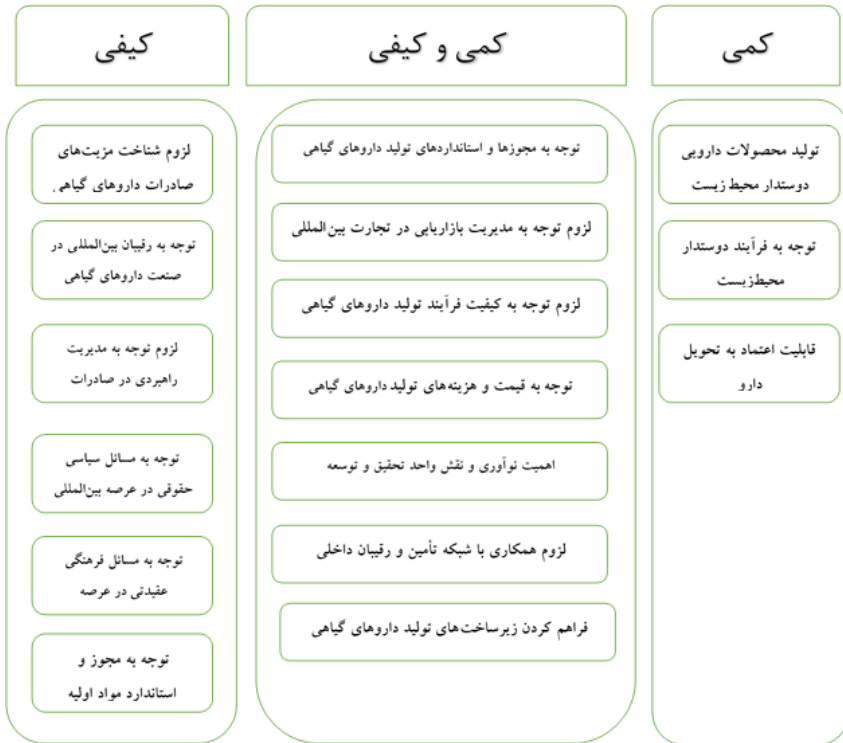 کمی
کمی و کیفی
کیفی
تولید محصولات دارویی
دوستدار محیط زیست
توجه به فرآیند دوستدار
محیط‌زیست
قابلیت اعتماد به تحویل
دارو
توجه به مجوزها و استانداردهای تولید داروهای گیاهی
لزوم توجه به مدیریت بازاریابی در تجارت بین‌المللی
لزوم توجه به کیفیت فرآیند تولید داروهای گیاهی
توجه به قیمت و هزینه‌های تولید داروهای گیاهی
اهمیت نوآوری و نقش واحد تحقیق و توسعه
لزوم همکاری با شبکه تأمین و رقیبان داخلی
فراهم کردن زیرساخت‌های تولید داروهای گیاهی
لزوم شناخت مزیت‌های
صادرات داروهای گیاهی
توجه به رقیبان بین‌المللی در
صنعت داروهای گیاهی
لزوم توجه به مدیریت
راهبردی در صادرات
توجه به مسائل سیاسی
حقوقی در عرصه بین‌المللی
توجه به مسائل فرهنگی
عقیدتی در عرصه
توجه به مجوز و
استاندارد مواد اولیه